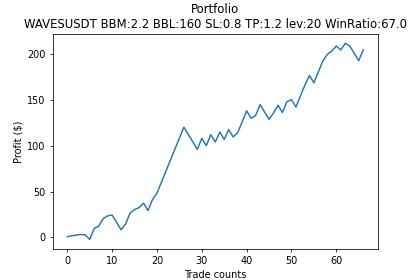 Portfolio
WAVESUSDT BBM:2.2 BBL:160 SL:0.8 TP:1.2 lev:20 WinRatio:67.0
200
150
100
50
0
Profit ($)
0 10 20 30 40 50 60
Trade counts